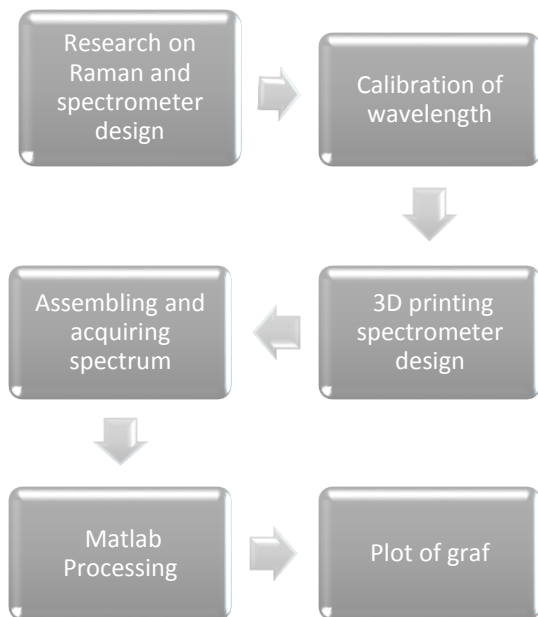 Research on
Raman and
spectrometer
design
Calibration of
wavelength
3D printing
spectrometer
design
Assembling and
acquiring
spectrum
Matlab
Processing
Plot of graf